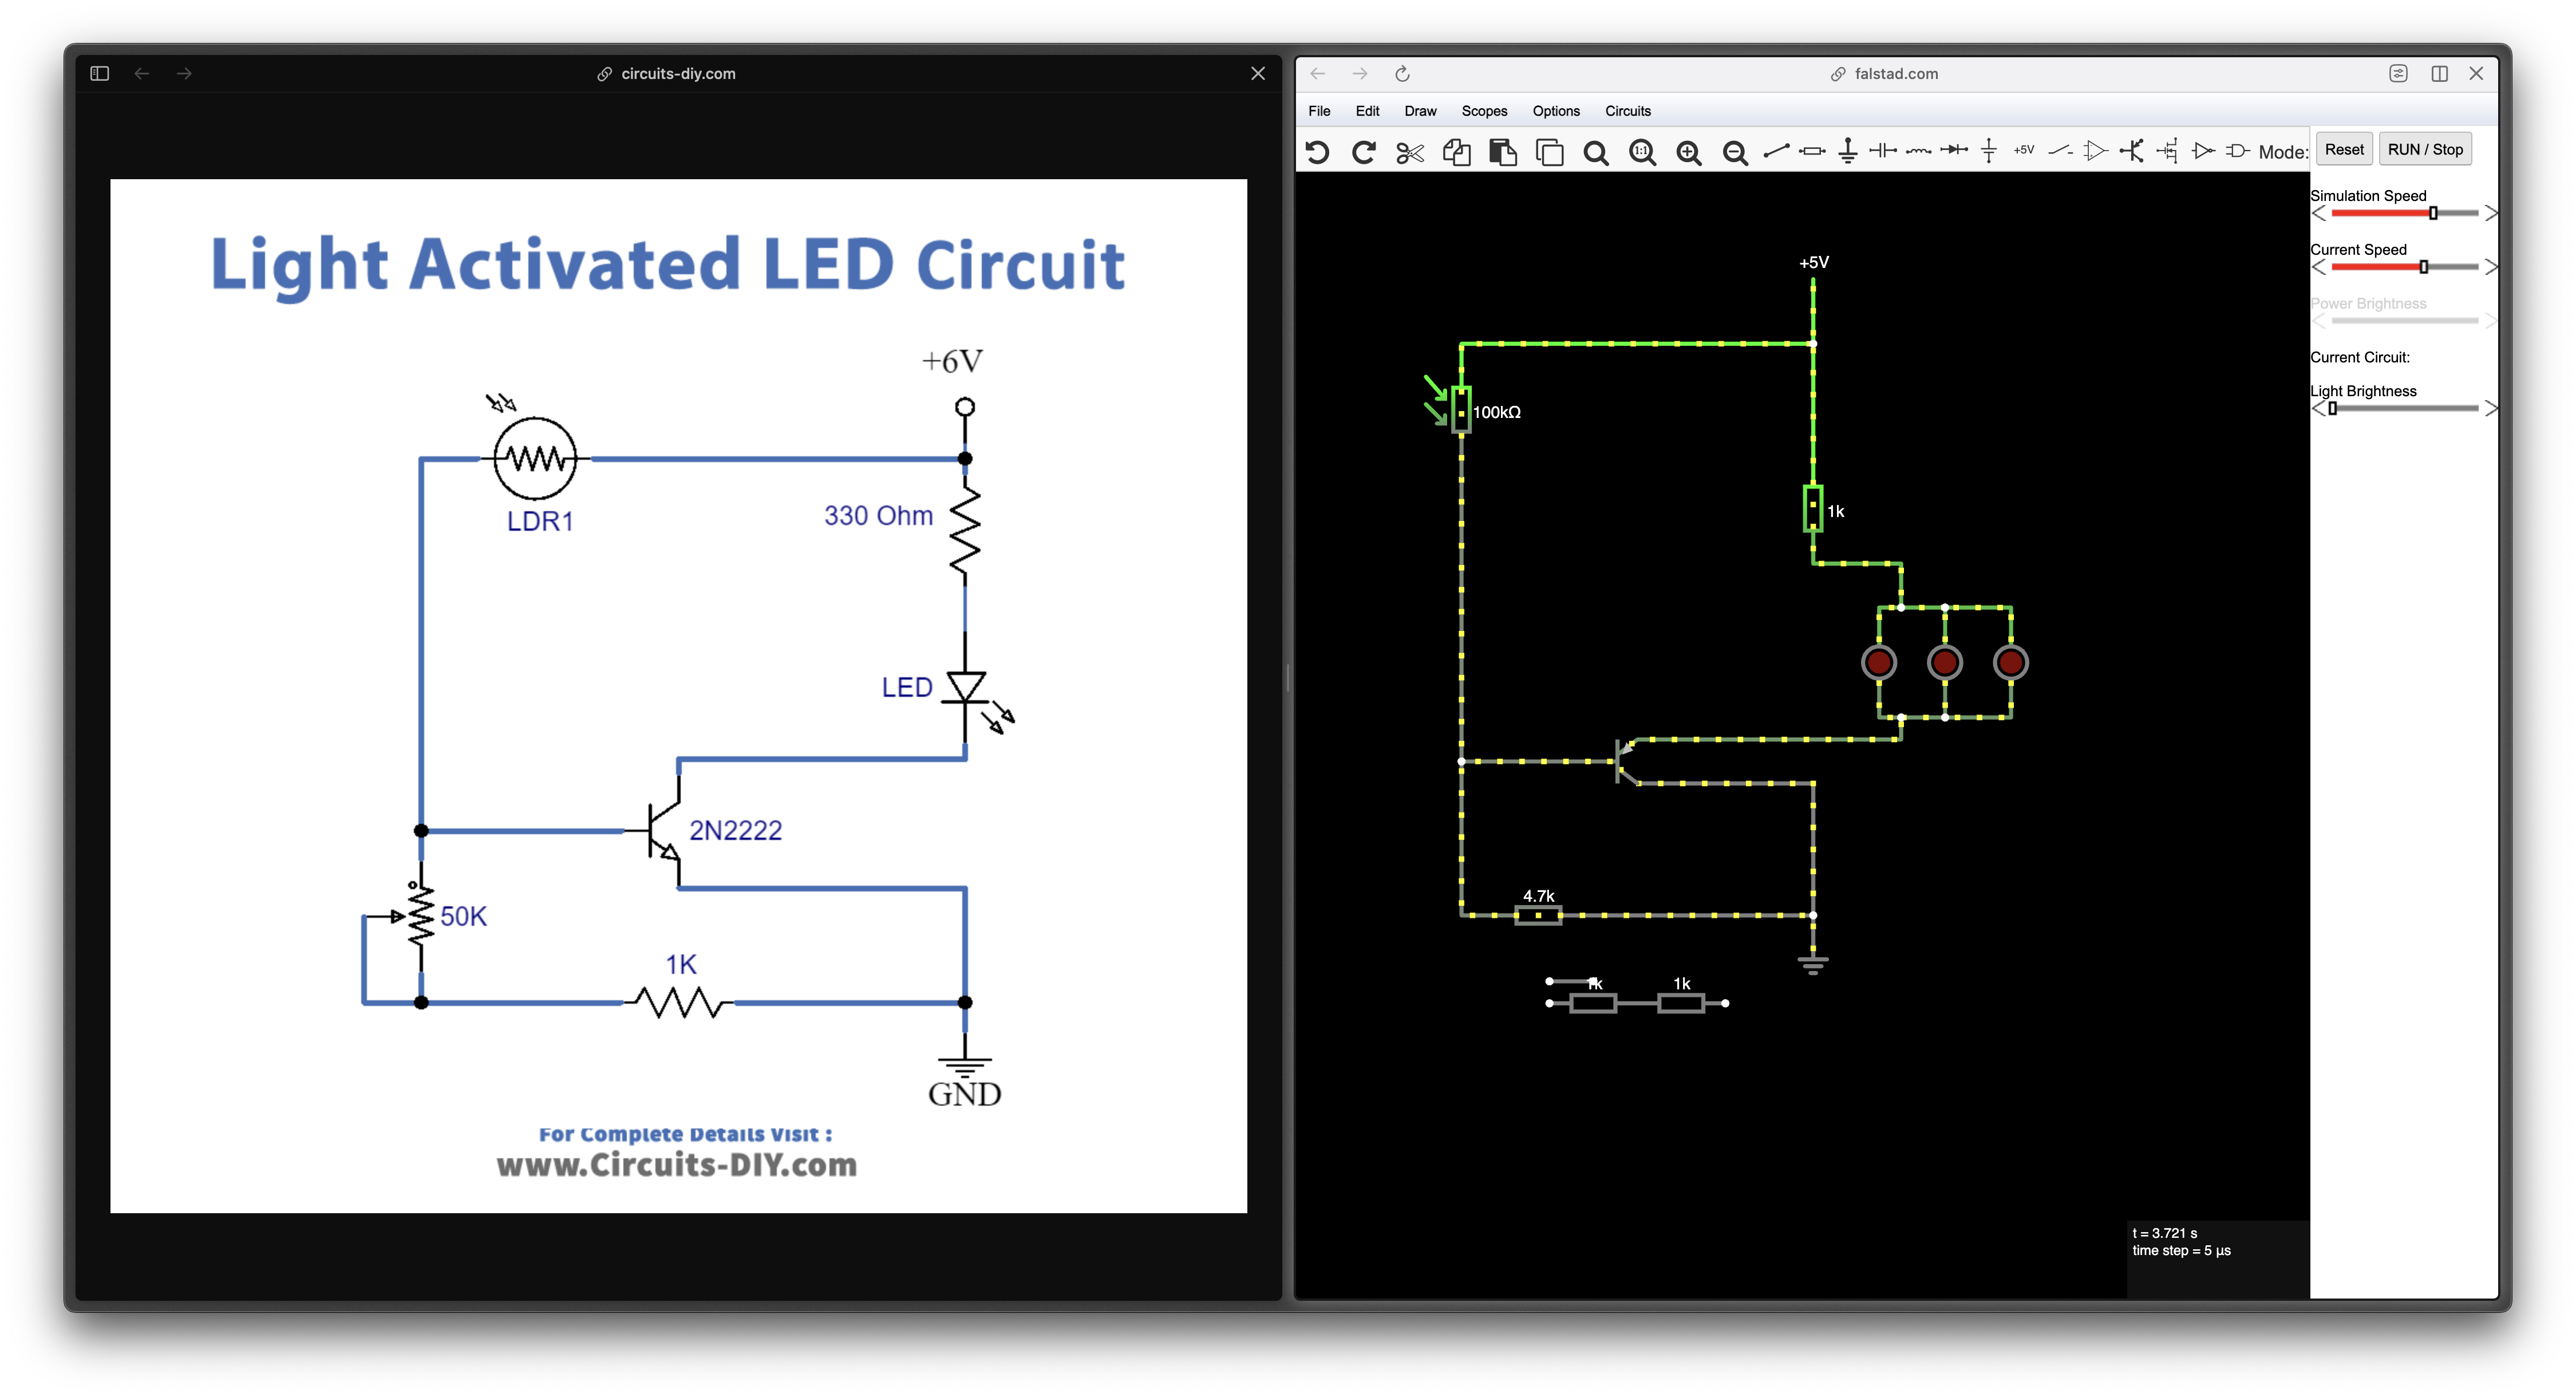 circuits-diy.com
Light Activated LED Circuit
+6V
LDR1
330 Ohm
LED
2N2222
50K
1K
GND
For Complete Details Visit :
www.Circuits-DIY.com
falstad.com
File Edit Draw Scopes Options Circuits
1:1
+5V
Mode:
Reset
RUN / Stop
Simulation Speed
Current Speed
Power Brightness
Current Circuit:
Light Brightness
+5V
100kΩ
1k
4.7k
1k
1k
t = 3.721 s
time step = 5 µs